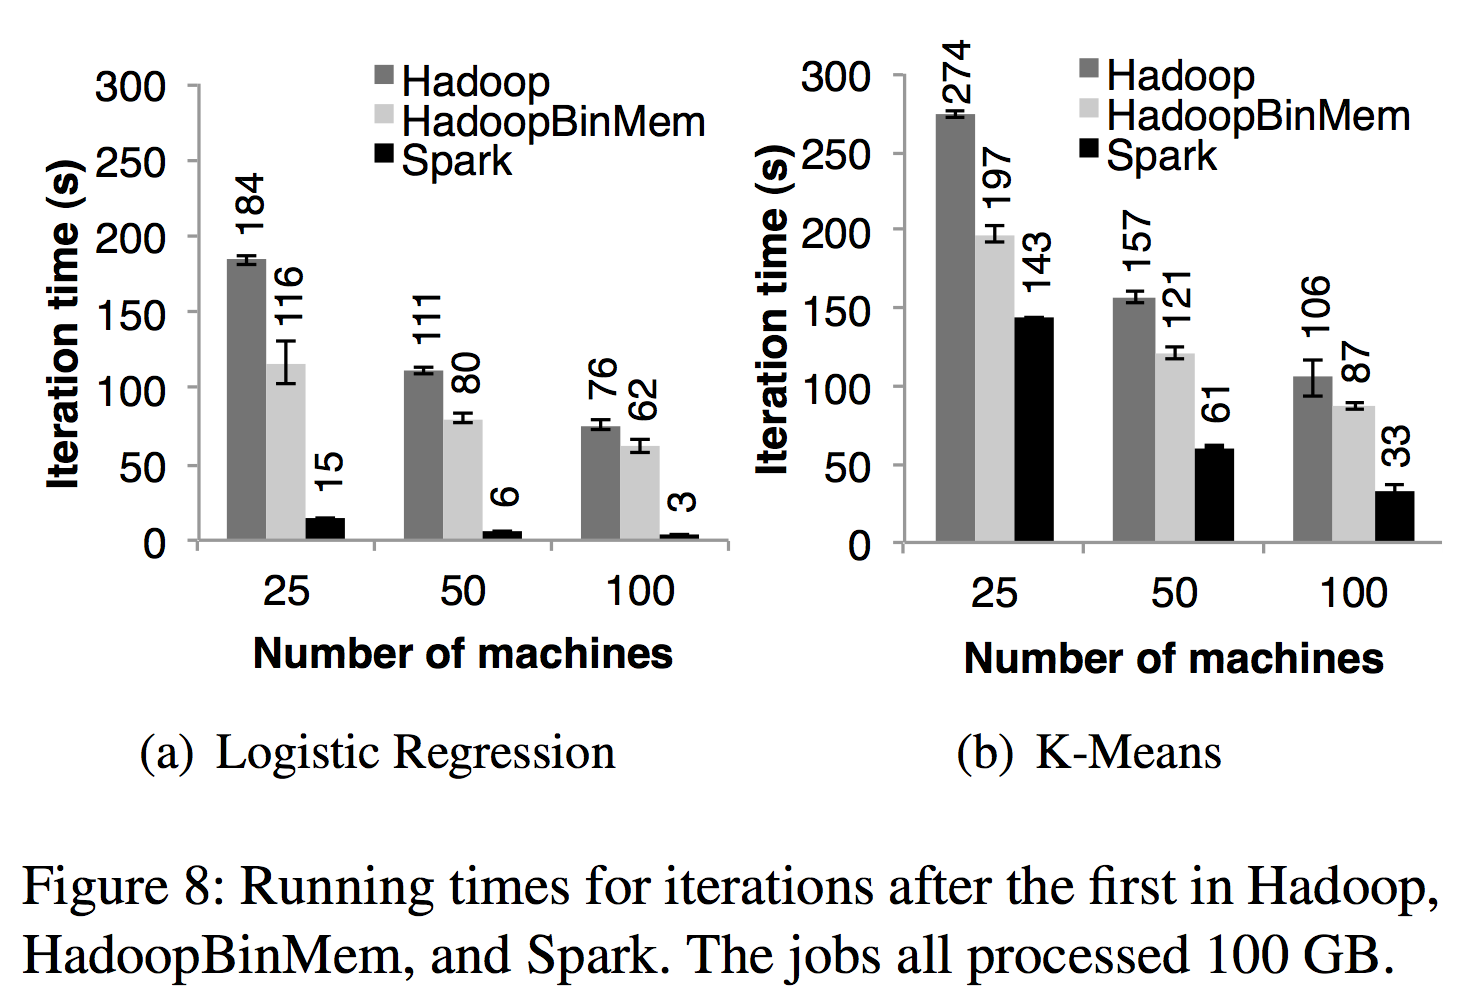 300
250
200
150
100
50
0
Iteration time (s)
Hadoop
HadoopBinMem
Spark
184
116
15
111
80
6
76
62
3
25
50
100
Number of machines
(a) Logistic Regression
300
250
200
150
100
50
0
Iteration time (s)
Hadoop
HadoopBinMem
Spark
274
197
143
157
121
61
106
87
33
25
50
100
Number of machines
(b) K-Means
Figure 8: Running times for iterations after the first in Hadoop,
HadoopBinMem, and Spark. The jobs all processed 100 GB.